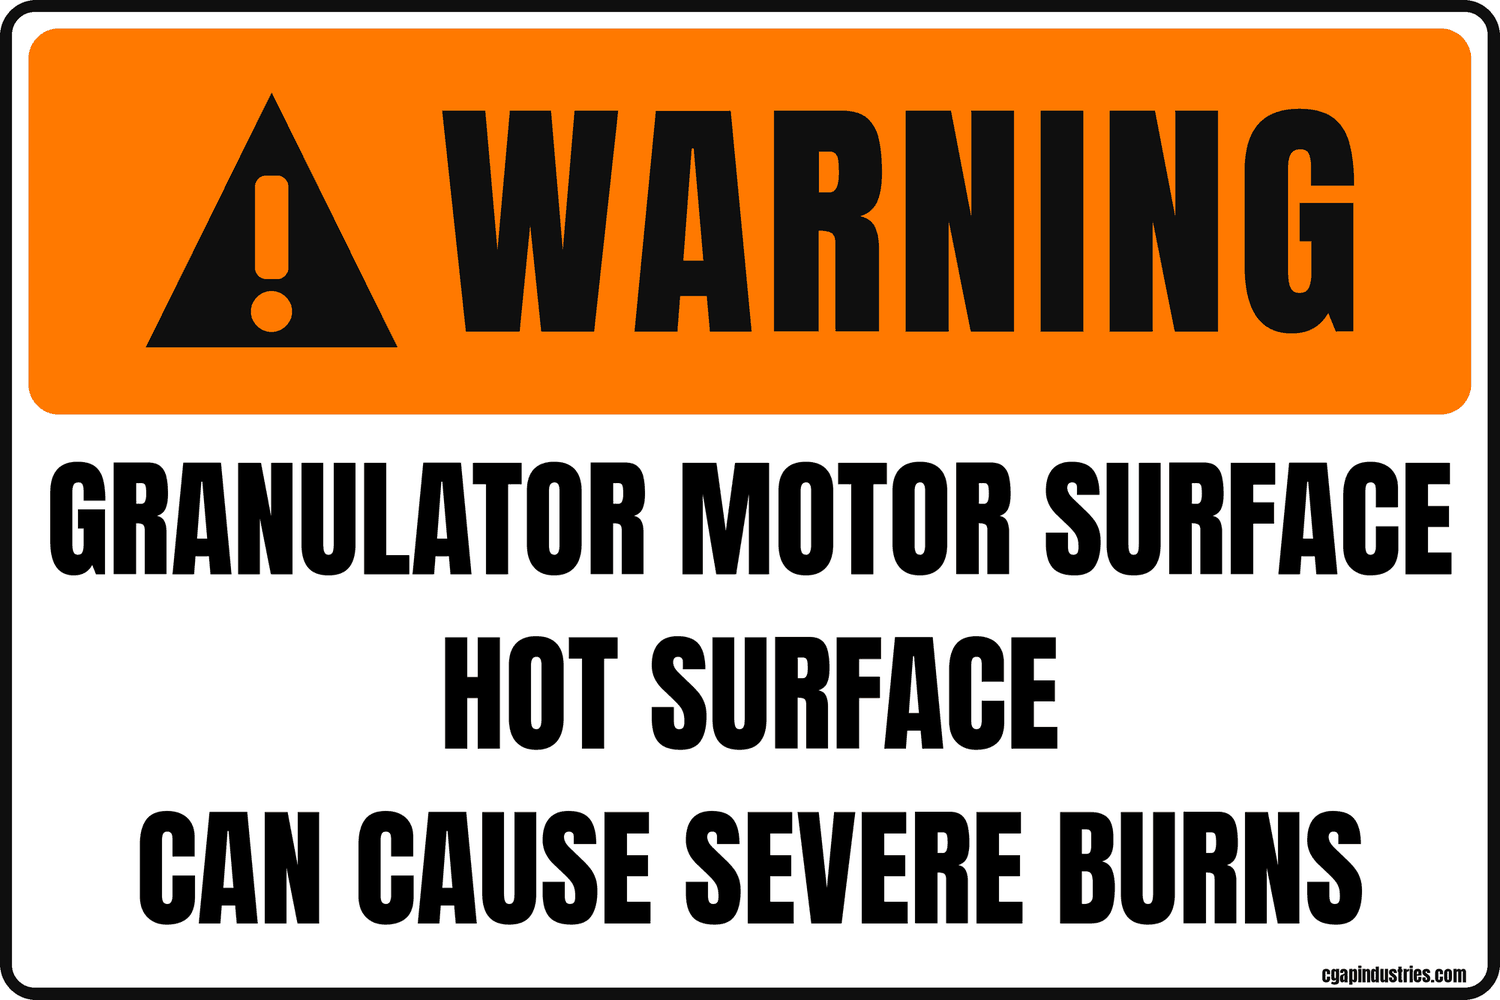 WARNING
GRANULATOR MOTOR SURFACE
HOT SURFACE
CAN CAUSE SEVERE BURNS
cgapindustries.com